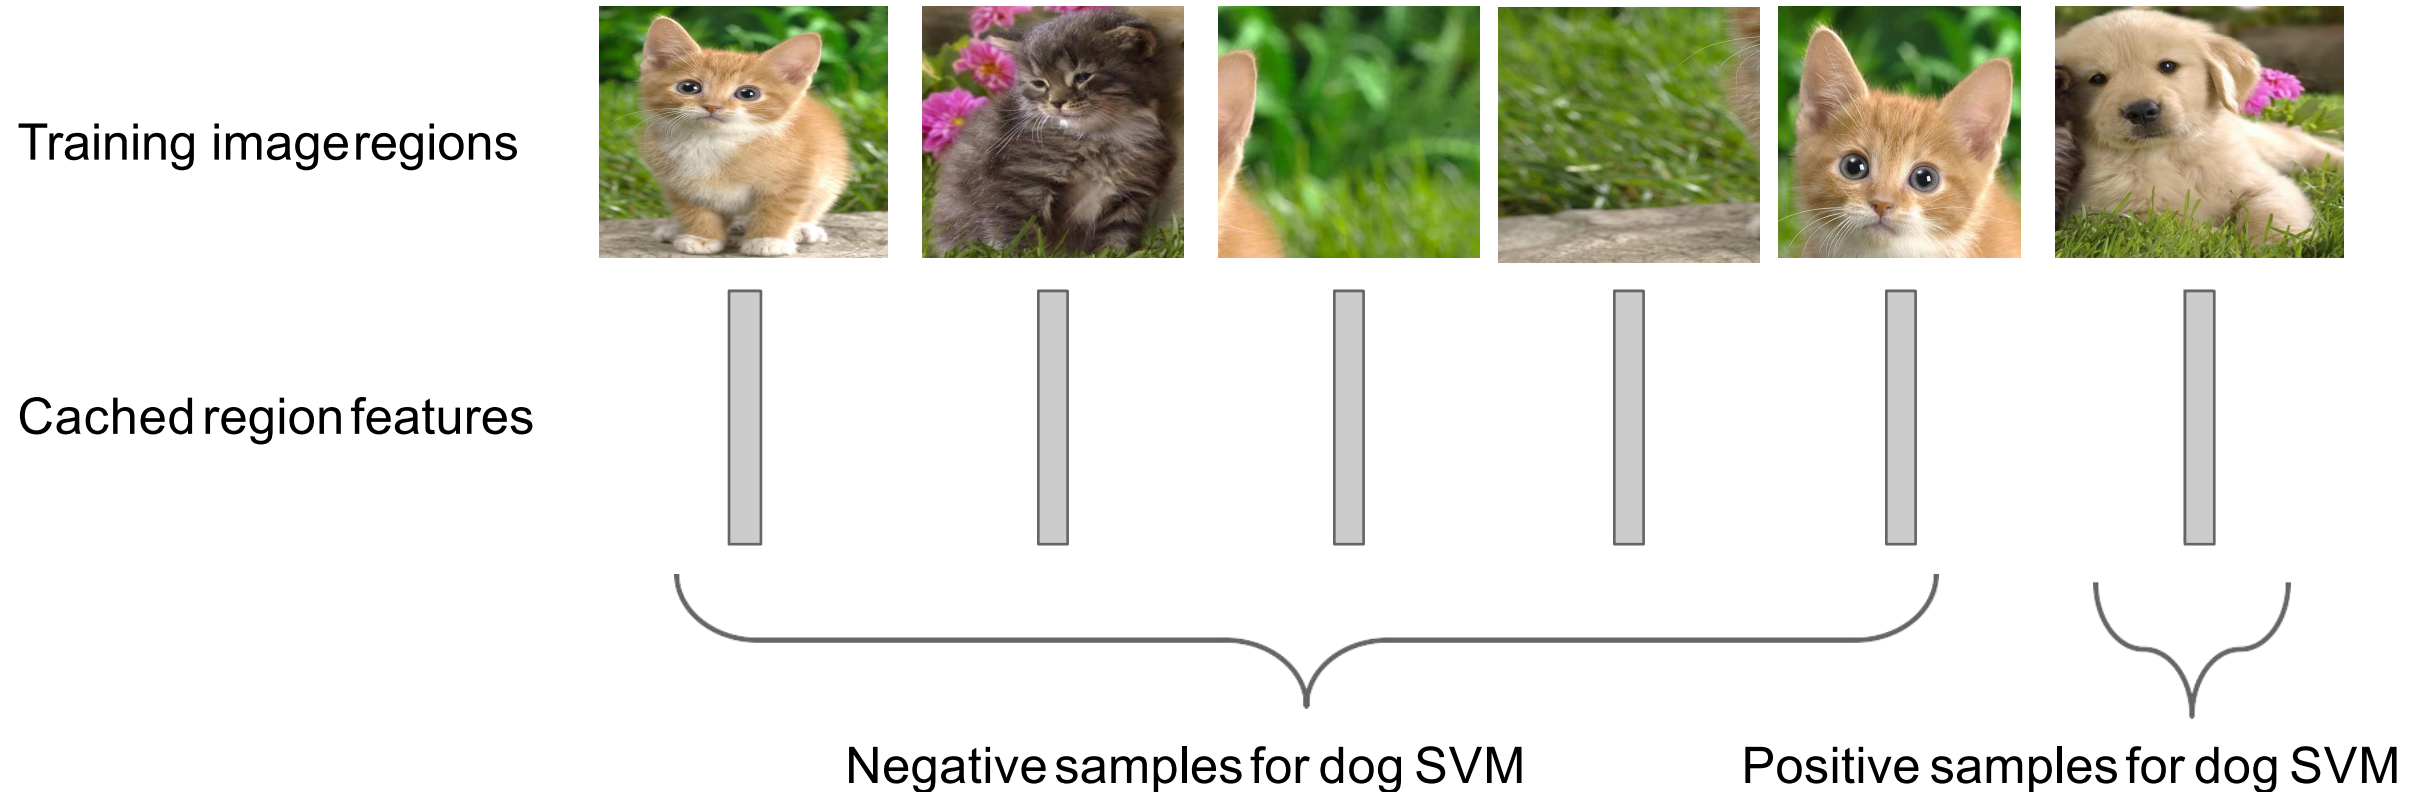 Training image regions
Cached region features
Negative samples for dog SVM
Positive samples for dog SVM